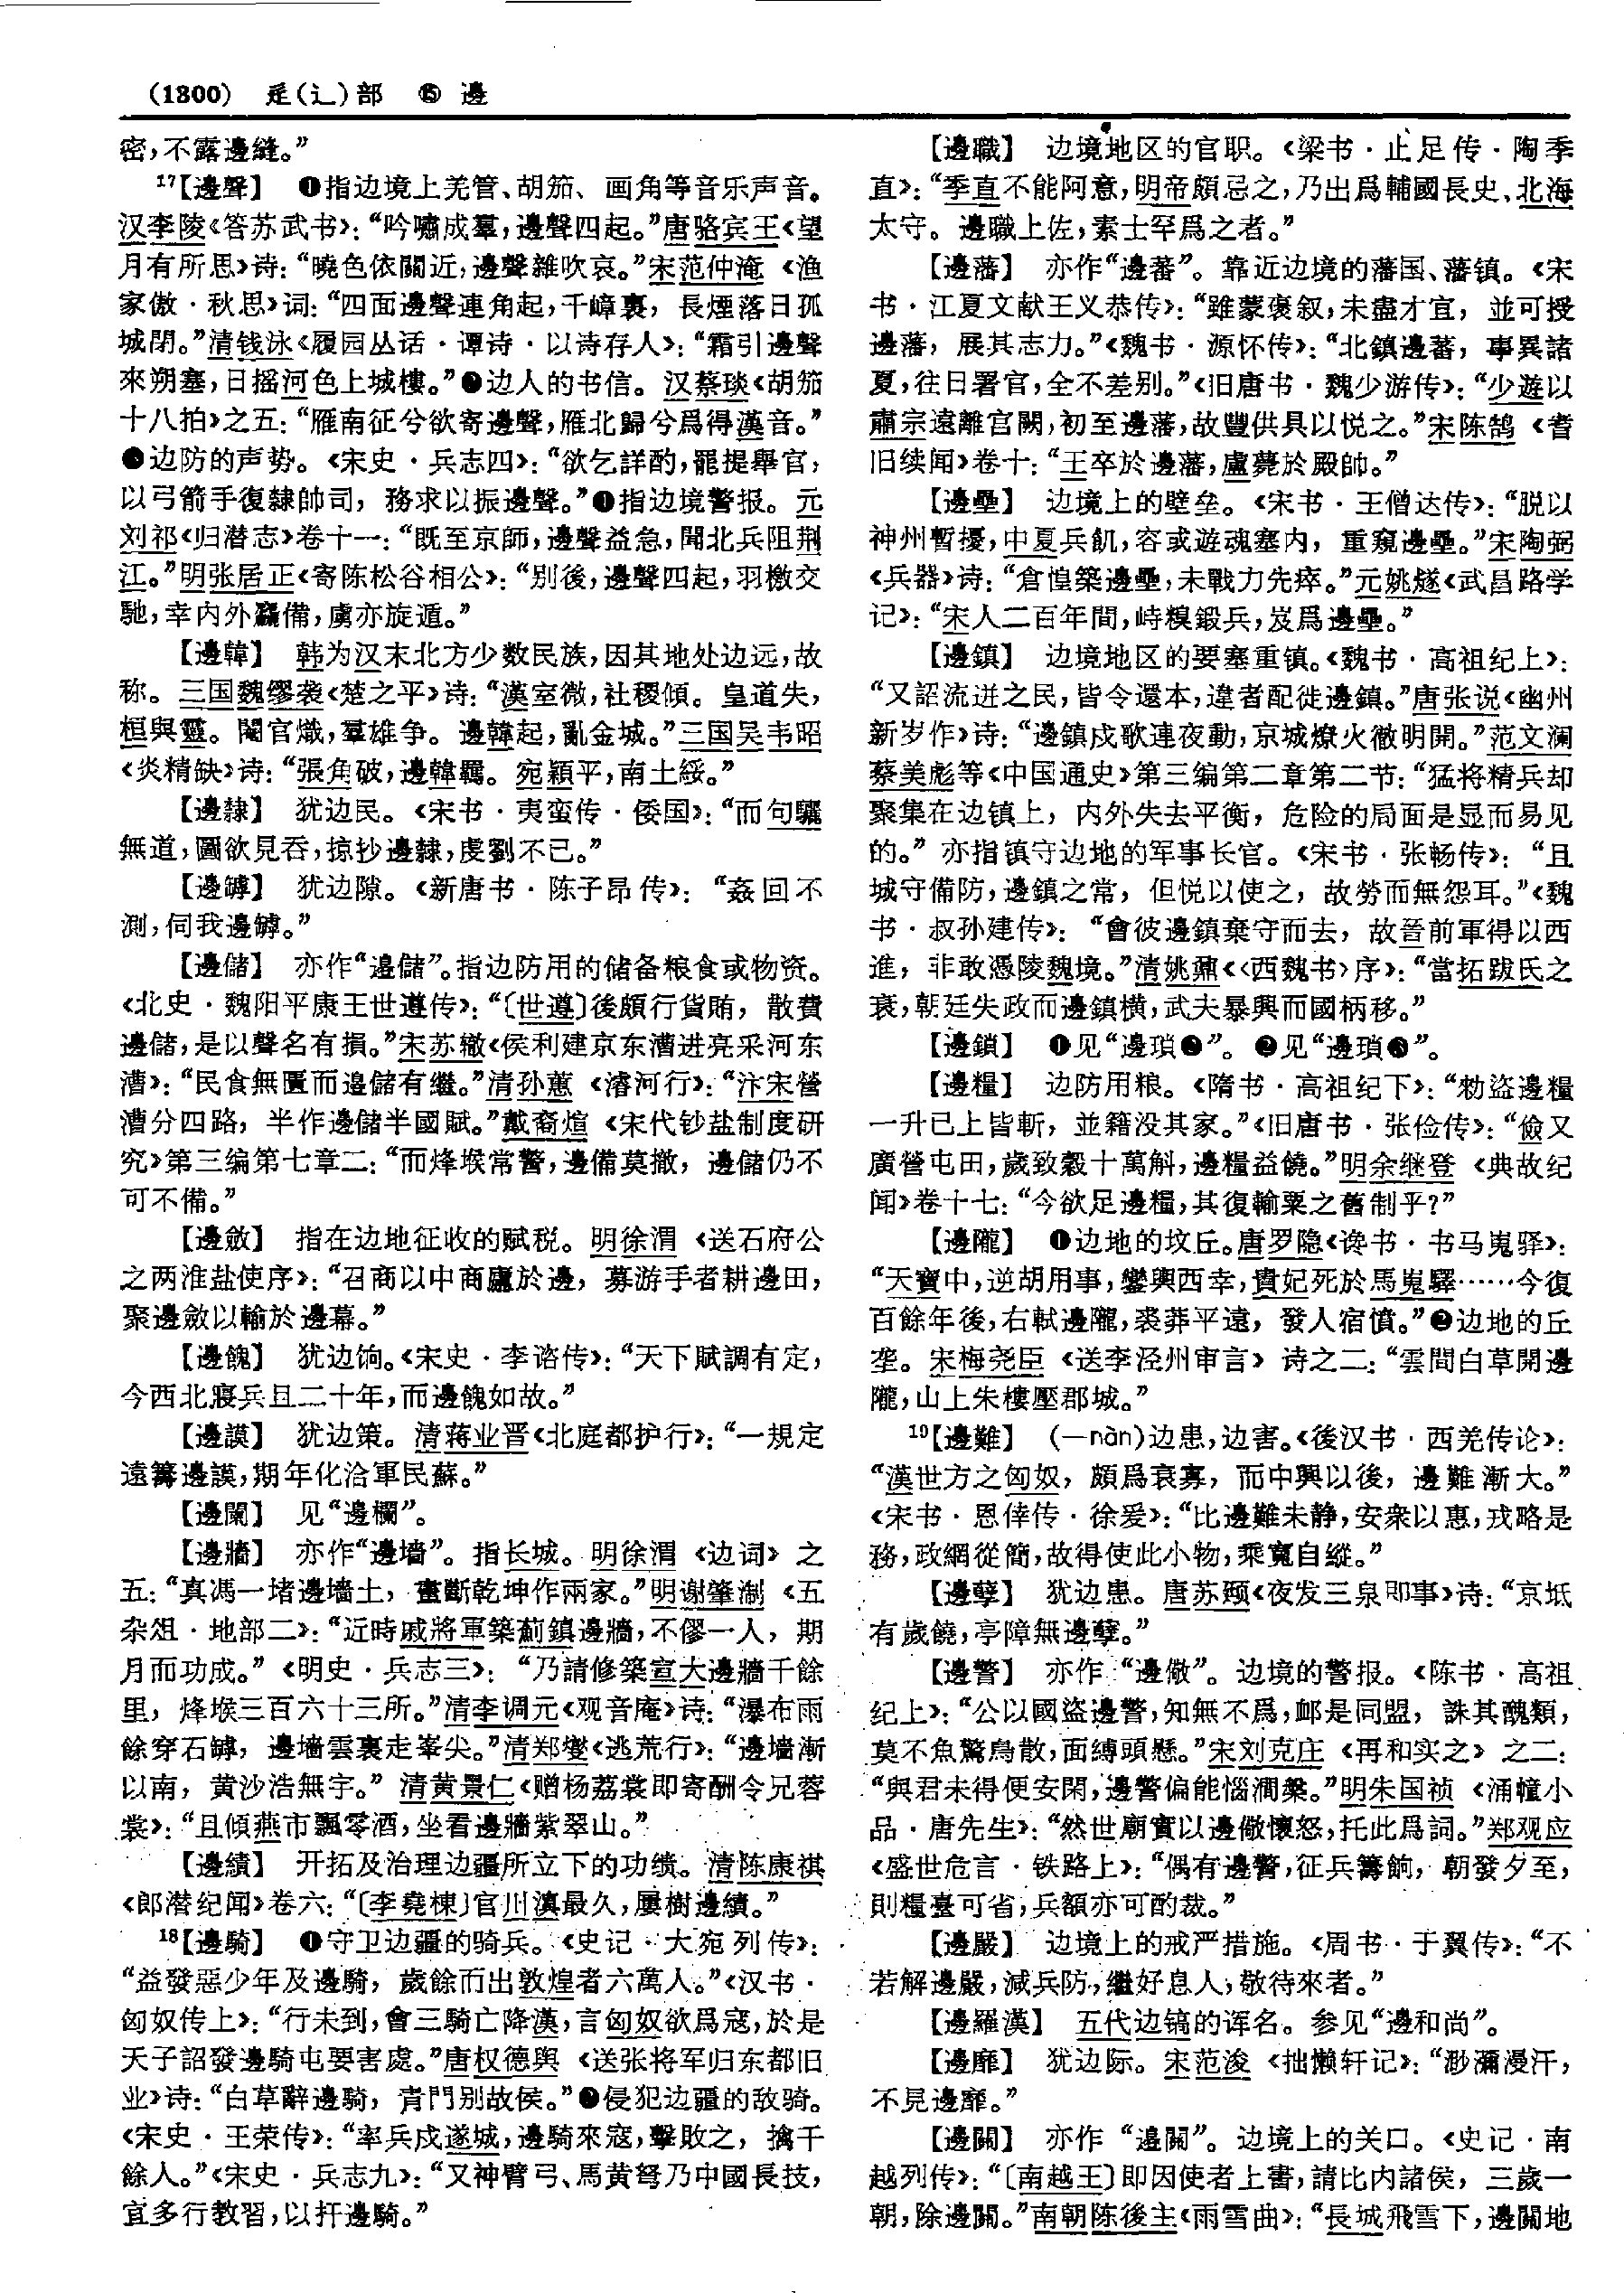 (1300) 辵(辶)部 ⑮ 邊
密，不露邊縫。”
17【邊聲】 ❶指边境上羌管、胡笳、画角等音乐声音。
汉李陵《答苏武书》：“吟嘯成羣，邊聲四起。”唐骆宾王《望
月有所思》诗：“曉色依關近，邊聲雜吹哀。”宋范仲淹《渔
家傲·秋思》词：“四面邊聲連角起，千嶂裏，長煙落日孤
城閉。”清钱泳《履园丛话·谭诗·以诗存人》：“霜引邊聲
來朔塞，日摇河色上城樓。”❷边人的书信。汉蔡琰《胡笳
十八拍》之五：“雁南征兮欲寄邊聲，雁北歸兮爲得漢音。”
❸边防的声势。《宋史·兵志四》：“欲乞詳酌，罷提舉官，
以弓箭手復隸帥司，務求以振邊聲。”❹指边境警报。元
刘祁《归潜志》卷十一：“既至京師，邊聲益急，聞北兵阻荆
江。”明张居正《寄陈松谷相公》：“别後，邊聲四起，羽檄交
馳，幸内外龘備，虜亦旋遁。”
【邊韓】 韩为汉末北方少数民族，因其地处边远，故
称。三国魏缪袭《楚之平》诗：“漢室微，社稷傾。皇道失，
桓與靈。閹官熾，羣雄争。邊韓起，亂金城。”三国吴韦昭
《炎精缺》诗：“張角破，邊韓羈。宛潁平，南土綏。”
【邊隸】 犹边民。《宋书·夷蛮传·倭国》：“而句驪
無道，圖欲見吞，掠抄邊隸，虔劉不已。”
【邊罅】 犹边隙。《新唐书·陈子昂传》：“姦回不
測，伺我邊罅。”
【邊儲】 亦作“邉儲”。指边防用的储备粮食或物资。
《北史·魏阳平康王世遵传》：“〔世遵〕後頗行貨賄，散費
邊儲，是以聲名有損。”宋苏辙《侯利建京东漕进亮采河东
漕》：“民食無匱而邉儲有繼。”清孙蕙《濬河行》：“汴宋營
漕分四路，半作邊儲半國賦。”戴裔煊《宋代钞盐制度研
究》第三编第七章二：“而烽堠常警，邊備莫撤，邊儲仍不
可不備。”
【邊斂】 指在边地征收的赋税。明徐渭《送石府公
之两淮盐使序》：“召商以中商廬於邊，募游手者耕邊田，
聚邊斂以輸於邊幕。”
【邊餽】 犹边饷。《宋史·李谘传》：“天下賦調有定，
今西北寢兵且二十年，而邊餽如故。”
【邊謨】 犹边策。清蒋业晋《北庭都护行》：“一規定
遠籌邊謨，期年化洽軍民蘇。”
【邊闌】 见“邊欄”。
【邊牆】 亦作“邊墻”。指长城。明徐渭《边词》之
五：“真馮一堵邊墻土，畫斷乾坤作兩家。”明谢肇淛《五
杂俎·地部二》：“近時戚將軍築薊鎮邊牆，不僇一人，期
月而功成。”《明史·兵志三》：“乃請修築宣大邊牆千餘
里，烽堠三百六十三所。”清李调元《观音庵》诗：“瀑布雨
餘穿石罅，邊墻雲裏走峯尖。”清郑燮《逃荒行》：“邊墻漸
以南，黄沙浩無宇。”清黄景仁《赠杨荔裳即寄酬令兄蓉
裳》：“且傾燕市飄零酒，坐看邊牆紫翠山。”
【邊績】 开拓及治理边疆所立下的功绩。清陈康祺
《郎潜纪闻》卷六：“〔李堯棟〕官川滇最久，屢樹邊績。”
18【邊騎】 ❶守卫边疆的骑兵。《史记·大宛列传》：
“益發惡少年及邊騎，歲餘而出敦煌者六萬人。”《汉书·
匈奴传上》：“行未到，會三騎亡降漢，言匈奴欲爲寇，於是
天子詔發邊騎屯要害處。”唐权德舆《送张将军归东都旧
业》诗：“白草辭邊騎，青門别故侯。”❷侵犯边疆的敌骑。
《宋史·王荣传》：“率兵戍遂城，邊騎來寇，擊敗之，擒千
餘人。”《宋史·兵志九》：“又神臂弓、馬黄弩乃中國長技，
宜多行教習，以扞邊騎。”
【邊職】 边境地区的官职。《梁书·止足传·陶季
直》：“季直不能阿意，明帝頗忌之，乃出爲輔國長史、北海
太守。邊職上佐，素士罕爲之者。”
【邊藩】 亦作“邊蕃”。靠近边境的藩国、藩镇。《宋
书·江夏文献王义恭传》：“雖蒙褒叙，未盡才宜，並可授
邊藩，展其志力。”《魏书·源怀传》：“北鎮邊蕃，事異諸
夏，往日署官，全不差别。”《旧唐书·魏少游传》：“少遊以
肅宗遠離宫闕，初至邊藩，故豐供具以悦之。”宋陈鹄《耆
旧续闻》卷十：“王卒於邊藩，盧薨於殿帥。”
【邊壘】 边境上的壁垒。《宋书·王僧达传》：“脱以
神州暫擾，中夏兵飢，容或遊魂塞内，重窺邊壘。”宋陶弼
《兵器》诗：“倉惶築邊壘，未戰力先瘁。”元姚燧《武昌路学
记》：“宋人二百年間，峙糗鍛兵，岌爲邊壘。”
【邊鎮】 边境地区的要塞重镇。《魏书·高祖纪上》：
“又詔流迸之民，皆令還本，違者配徙邊鎮。”唐张说《幽州
新岁作》诗：“邊鎮戍歌連夜動，京城燎火徹明開。”范文澜
蔡美彪等《中国通史》第三编第二章第二节：“猛将精兵却
聚集在边镇上，内外失去平衡，危险的局面是显而易见
的。”亦指镇守边地的军事长官。《宋书·张畅传》：“且
城守備防，邊鎮之常，但悦以使之，故勞而無怨耳。”《魏
书·叔孙建传》：“會彼邊鎮棄守而去，故晉前軍得以西
進，非敢憑陵魏境。”清姚鼐《〈西魏书〉序》：“當拓跋氏之
衰，朝廷失政而邊鎮横，武夫暴興而國柄移。”
【邊鎖】 ❶见“邊瑣❸”。❷见“邊瑣❺”。
【邊糧】 边防用粮。《隋书·高祖纪下》：“勑盜邊糧
一升已上皆斬，並籍没其家。”《旧唐书·张俭传》：“儉又
廣營屯田，歲致穀十萬斛，邊糧益饒。”明余继登《典故纪
闻》卷十七：“今欲足邊糧，其復輸粟之舊制乎？”
【邊隴】 ❶边地的坟丘。唐罗隐《谗书·书马嵬驿》：
“天寶中，逆胡用事，鑾輿西幸，貴妃死於馬嵬驛……今復
百餘年後，右軾邊隴，裘莽平遠，發人宿憤。”❷边地的丘
垄。宋梅尧臣《送李泾州审言》诗之二：“雲間白草開邊
隴，山上朱樓壓郡城。”
19【邊難】 (—nàn)边患，边害。《後汉书·西羌传论》：
“漢世方之匈奴，頗爲衰寡，而中興以後，邊難漸大。”
《宋书·恩倖传·徐爰》：“比邊難未静，安衆以惠，戎略是
務，政網從簡，故得使此小物，乘寬自縱。”
【邊孽】 犹边患。唐苏颋《夜发三泉即事》诗：“京坻
有歲饒，亭障無邊孽。”
【邊警】 亦作“邊儆”。边境的警报。《陈书·高祖
纪上》：“公以國盜邊警，知無不爲，卹是同盟，誅其醜類，
莫不魚驚鳥散，面縛頭懸。”宋刘克庄《再和实之》之二：
“與君未得便安閑，邊警偏能惱澗槃。”明朱国祯《涌幢小
品·唐先生》：“然世廟實以邊儆懷怒，托此爲詞。”郑观应
《盛世危言·铁路上》：“偶有邊警，征兵籌餉，朝發夕至，
則糧臺可省，兵額亦可酌裁。”
【邊嚴】 边境上的戒严措施。《周书·于翼传》：“不
若解邊嚴，減兵防，繼好息人，敬待來者。”
【邊羅漢】 五代边镐的诨名。参见“邊和尚”。
【邊靡】 犹边际。宋范浚《拙懒轩记》：“渺瀰漫汗，
不見邊靡。”
【邊關】 亦作“邉關”。边境上的关口。《史记·南
越列传》：“〔南越王〕即因使者上書，請比内諸侯，三歲一
朝，除邊關。”南朝陈後主《雨雪曲》：“長城飛雪下，邊關地